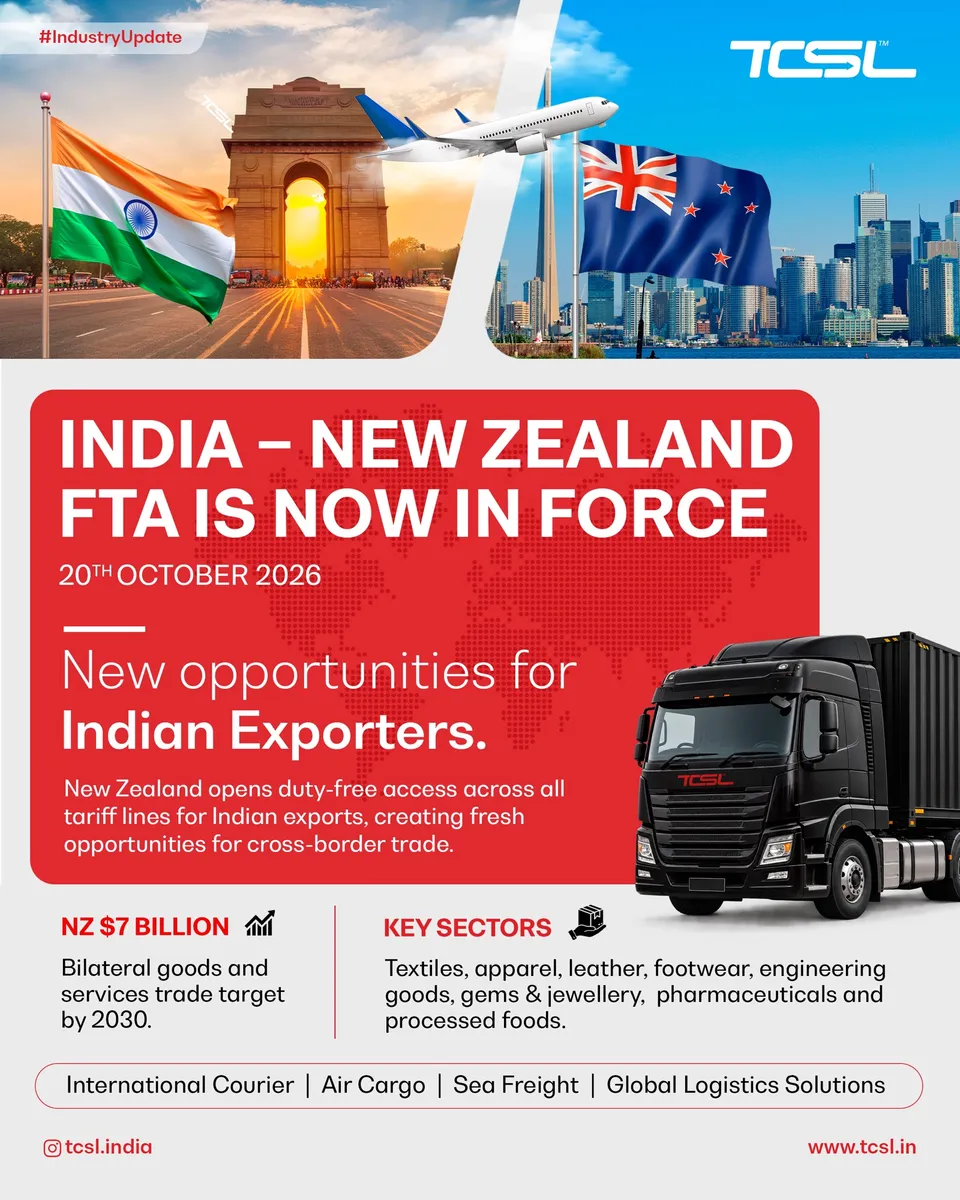 #IndustryUpdate
TCSL™
TCSL
INDIA – NEW ZEALAND
FTA IS NOW IN FORCE
20TH OCTOBER 2026
New opportunities for
Indian Exporters.
New Zealand opens duty-free access across all
tariff lines for Indian exports, creating fresh
opportunities for cross-border trade.
TCSL
NZ $7 BILLION
Bilateral goods and
services trade target
by 2030.
KEY SECTORS
Textiles, apparel, leather, footwear, engineering
goods, gems & jewellery,  pharmaceuticals and
processed foods.
International Courier | Air Cargo | Sea Freight | Global Logistics Solutions
tcsl.india
www.tcsl.in